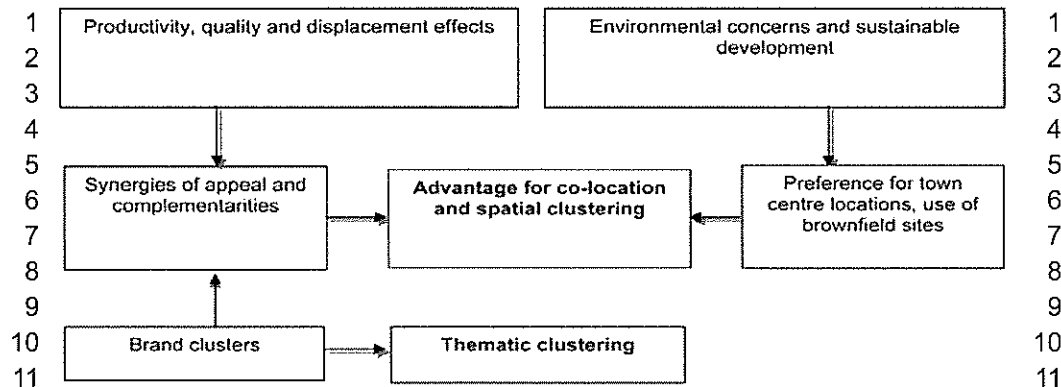 1
2
3
4
5
6
7
8
9
10
11
Productivity, quality and displacement effects
Environmental concerns and sustainable
development
Synergies of appeal and
complementarities
Advantage for co-location
and spatial clustering
Preference for town
centre locations, use of
brownfield sites
Brand clusters
Thematic clustering
1
2
3
4
5
6
7
8
9
10
11